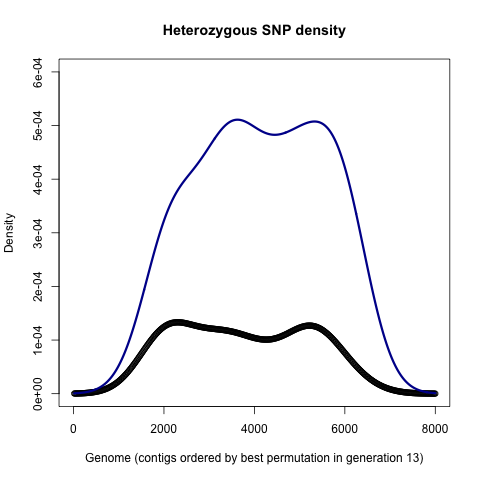 Heterozygous SNP density
6e-04
5e-04
4e-04
3e-04
2e-04
1e-04
0e+00
Density
0 2000 4000 6000 8000
Genome (contigs ordered by best permutation in generation 13)